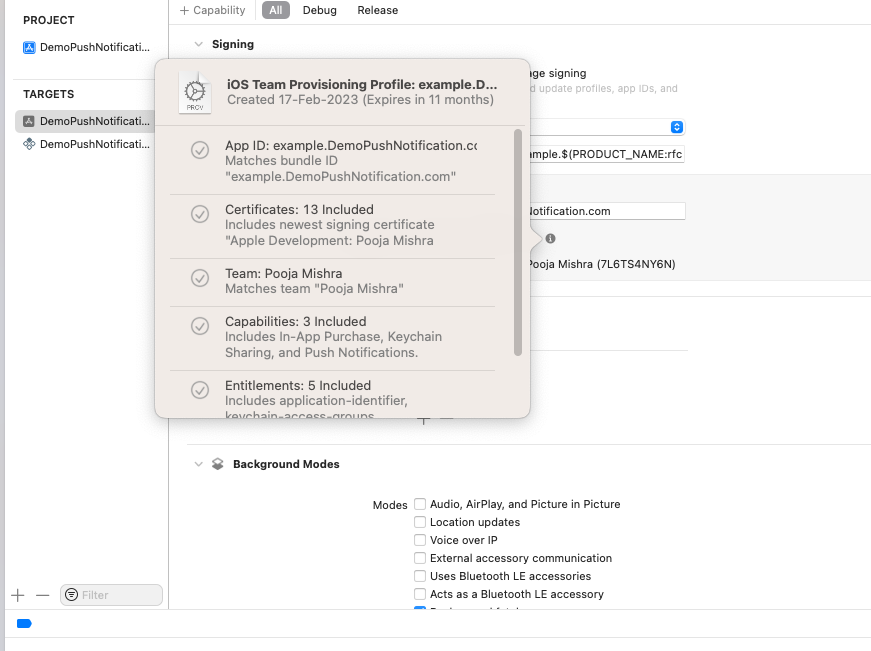 PROJECT
DemoPushNotificati...
TARGETS
DemoPushNotificati...
DemoPushNotificati...
Filter
+ Capability
All
Debug
Release
Signing
ge signing
d update profiles, app IDs, and
mple.$(PRODUCT_NAME:rfc
Notification.com
Pooja Mishra (7L6TS4NY6N)
PROV
iOS Team Provisioning Profile: example.D...
Created 17-Feb-2023 (Expires in 11 months)
App ID: example.DemoPushNotification.co
Matches bundle ID
"example.DemoPushNotification.com"
Certificates: 13 Included
Includes newest signing certificate
"Apple Development: Pooja Mishra
Team: Pooja Mishra
Matches team "Pooja Mishra"
Capabilities: 3 Included
Includes In-App Purchase, Keychain
Sharing, and Push Notifications.
Entitlements: 5 Included
Includes application-identifier,
keychain-access-groups
Background Modes
Modes
Audio, AirPlay, and Picture in Picture
Location updates
Voice over IP
External accessory communication
Uses Bluetooth LE accessories
Acts as a Bluetooth LE accessory